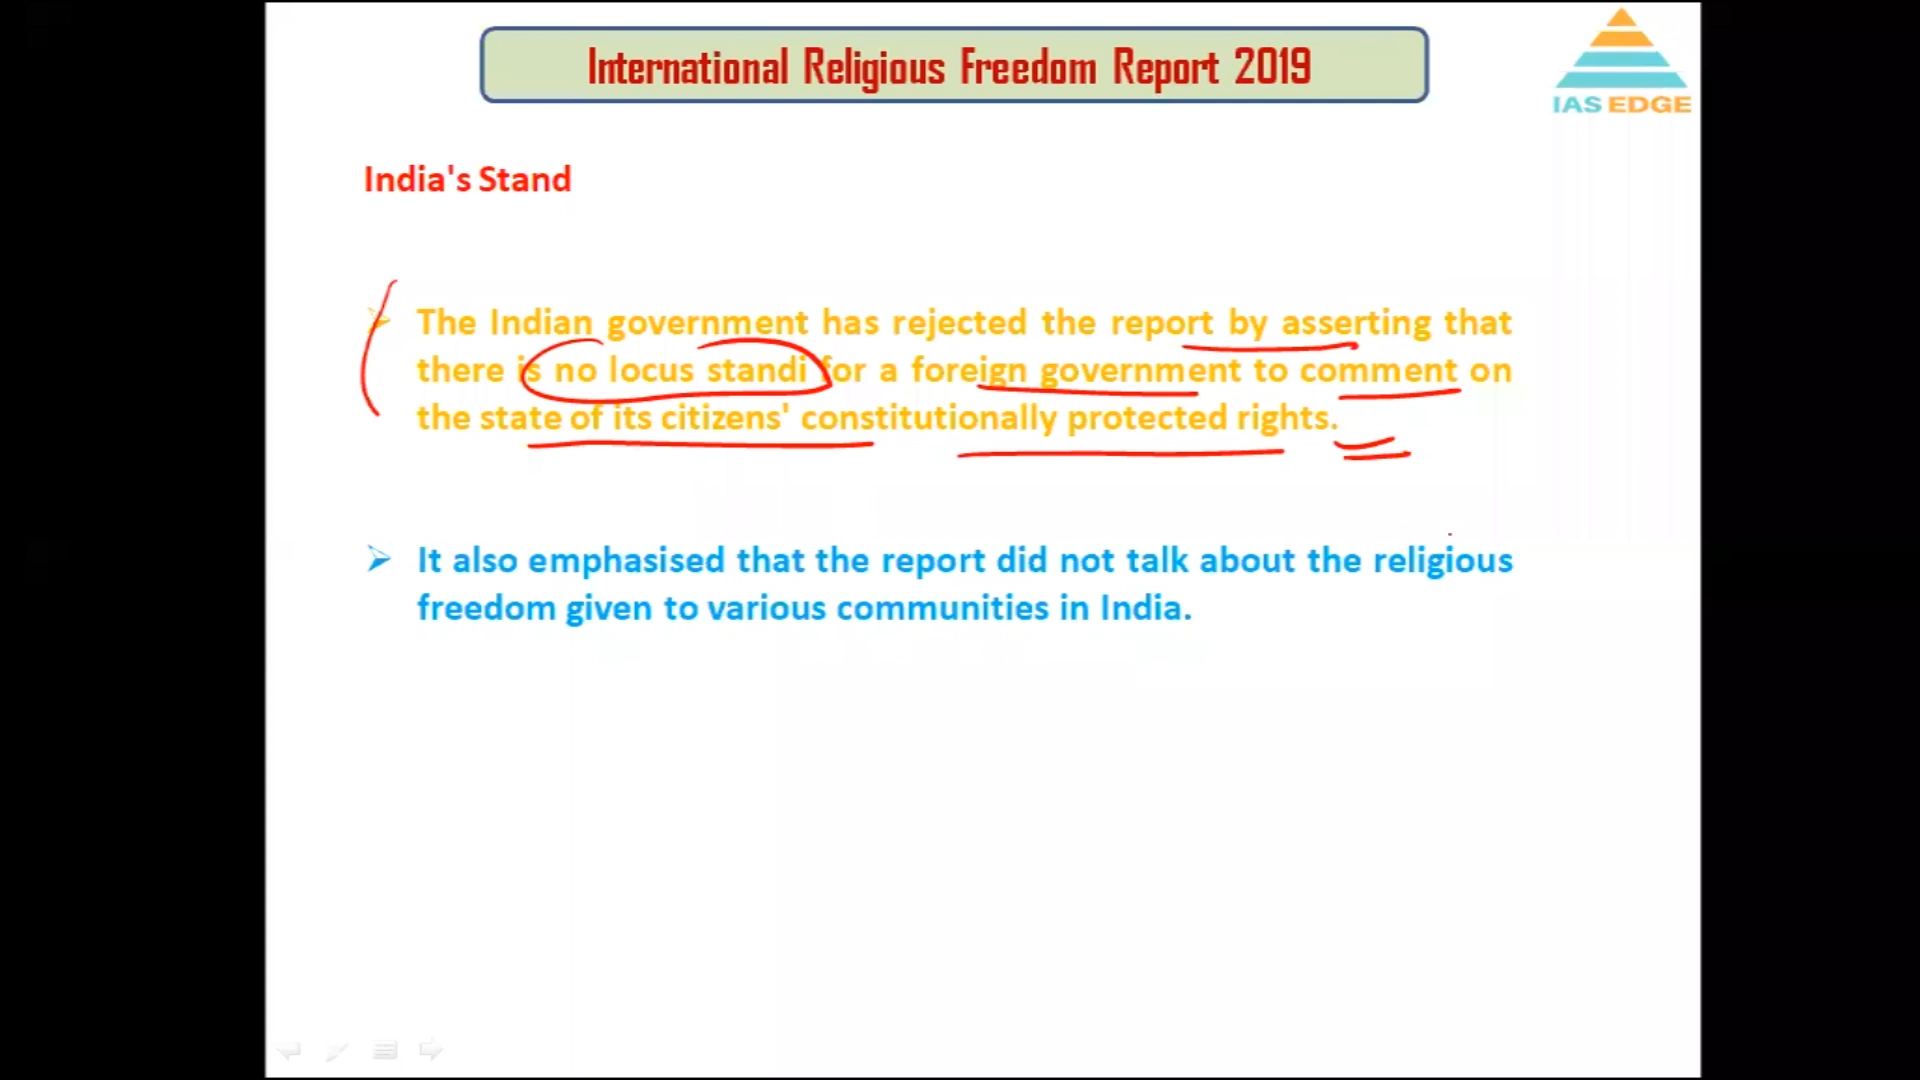 International Religious Freedom Report 2019
IAS EDGE
India's Stand
The Indian government has rejected the report by asserting that
there is no locus standi for a foreign government to comment on
the state of its citizens' constitutionally protected rights.
It also emphasised that the report did not talk about the religious
freedom given to various communities in India.